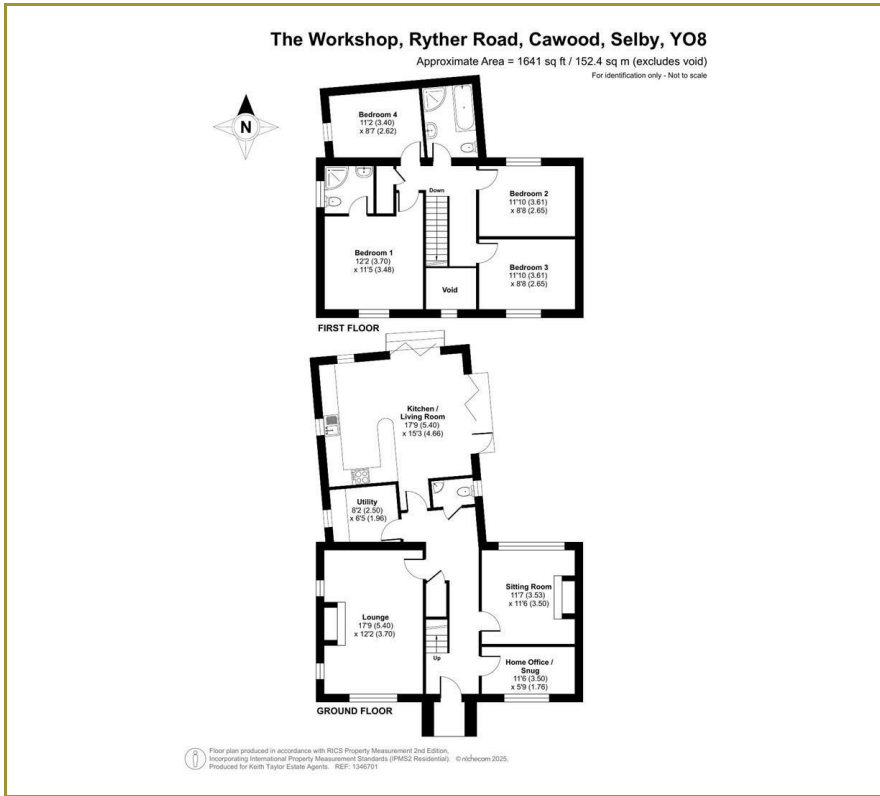 The Workshop, Ryther Road, Cawood, Selby, YO8
Approximate Area = 1641 sq ft / 152.4 sq m (excludes void)
For identification only - Not to scale
N
Bedroom 4
11'2 (3.40)
x 8'7 (2.62)
Down
Bedroom 2
11'10 (3.61)
x 8'8 (2.65)
Bedroom 1
12'2 (3.70)
x 11'5 (3.48)
Bedroom 3
11'10 (3.61)
x 8'8 (2.65)
Void
FIRST FLOOR
Kitchen /
Living Room
17'9 (5.40)
x 15'3 (4.66)
Utility
8'2 (2.50)
x 6'5 (1.96)
Sitting Room
11'7 (3.53)
x 11'6 (3.50)
Lounge
17'9 (5.40)
x 12'2 (3.70)
Up
Home Office /
Snug
11'6 (3.50)
x 5'9 (1.76)
GROUND FLOOR
Floor plan produced in accordance with RICS Property Measurement 2nd Edition,
Incorporating International Property Measurement Standards (IPMS2 Residential). © nichecom 2025.
Produced for Keith Taylor Estate Agents. REF: 1346701